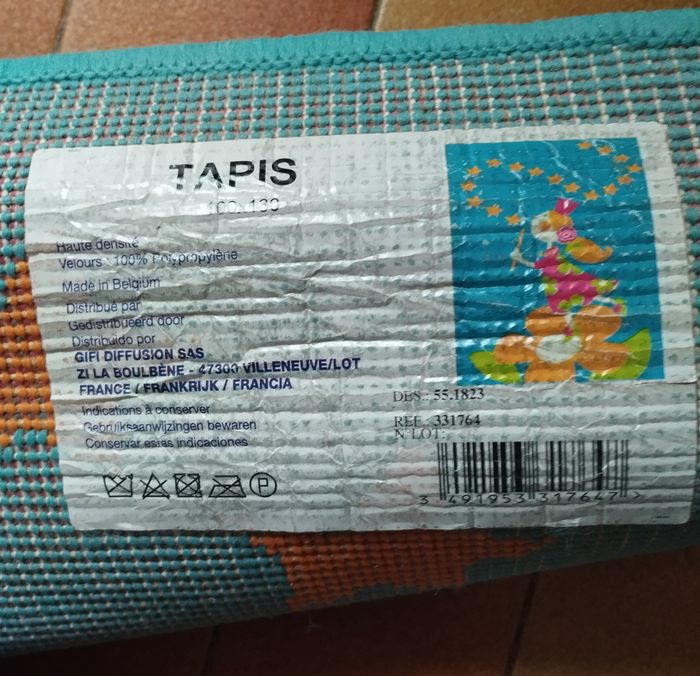 TAPIS
100x130
Haute densité
Velours : 100% Polypropylène
Made in Belgium
Distribué par
Gedistribueerd door
Distribuido por
GIFI DIFFUSION SAS
ZI LA BOULBÈNE - 47300 VILLENEUVE/LOT
FRANCE / FRANKRIJK / FRANCIA
Indications à conserver
Gebruiksaanwijzingen bewaren
Conservar estas indicaciones
P
DES.: 55.1823
REF.: 331764
N°LOT:
3 491953 317647 >